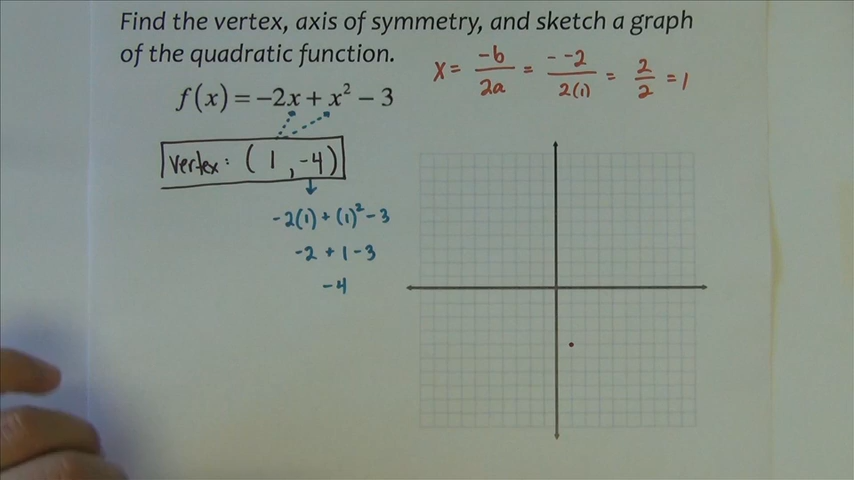 Find the vertex, axis of symmetry, and sketch a graph
of the quadratic function.
x = -b/2a = - -2/2(1) = 2/2 = 1
f(x) = −2x + x² − 3
Vertex: (1, -4)
-2(1) + (1)² - 3
-2 + 1 - 3
-4